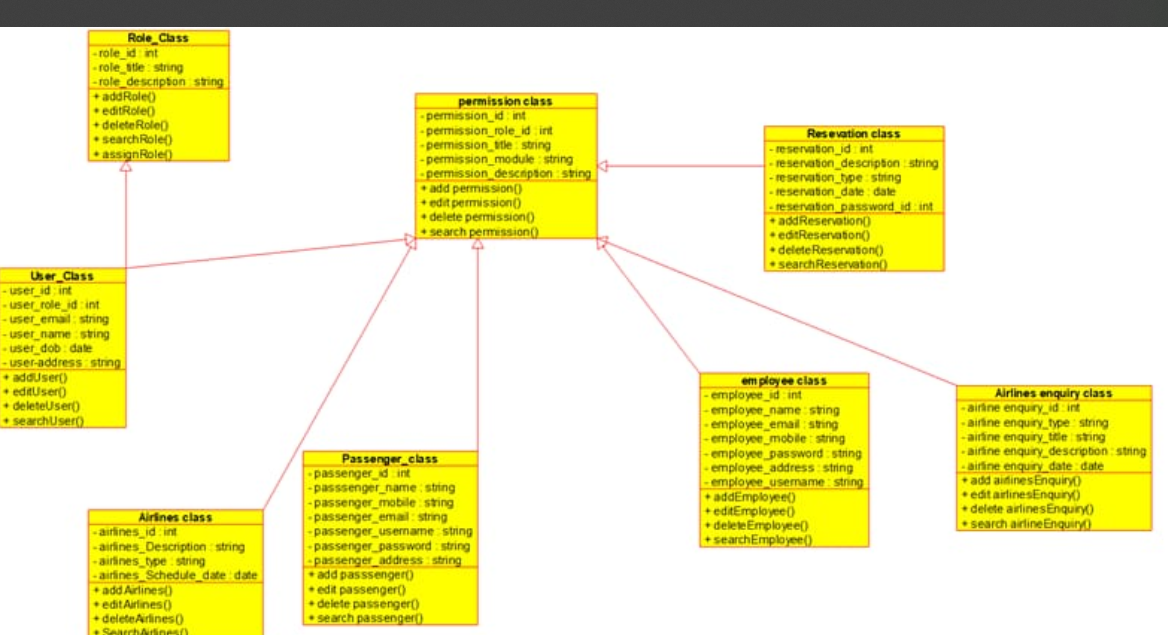 Role_Class
- role_id : int
- role_title : string
- role_description : string
+ addRole()
+ editRole()
+ deleteRole()
+ searchRole()
+ assignRole()
permission class
- permission_id : int
- permission_role_id : int
- permission_title : string
- permission_module : string
- permission_description : string
+ add permission()
+ edit permission()
+ delete permission()
+ search permission()
Resevation class
- reservation_id : int
- reservation_description : string
- reservation_type : string
- reservation_date : date
- reservation_password_id : int
+ addReservation()
+ editReservation()
+ deleteReservation()
+ searchReservation()
User_Class
- user_id : int
- user_role_id : int
- user_email : string
- user_name : string
- user_dob : date
- user-address : string
+ addUser()
+ editUser()
+ deleteUser()
+ searchUser()
Airlines class
- airlines_id : int
- airlines_Description : string
- airlines_type : string
- airlines_Schedule_date : date
+ add Airlines()
+ editAirlines()
+ deleteAirlines()
+ SearchAirlines()
Passenger_class
- passenger_id : int
- passsenger_name : string
- passenger_mobile : string
- passenger_email : string
- passenger_username : string
- passenger_password : string
- passenger_address : string
+ add passsenger()
+ edit passenger()
+ delete passenger()
+ search passenger()
employee class
- employee_id : int
- employee_name : string
- employee_email : string
- employee_mobile : string
- employee_password : string
- employee_address : string
- employee_username : string
+ addEmployee()
+ editEmployee()
+ deleteEmployee()
+ searchEmployee()
Airlines enquiry class
- airline enquiry_id : int
- airline enquiry_type : string
- airline enquiry_title : string
- airline enquiry_description : string
- airline enquiry_date : date
+ add airlinesEnquiry()
+ edit airlinesEnquiry()
+ delete airlinesEnquiry()
+ search airlineEnquiry()